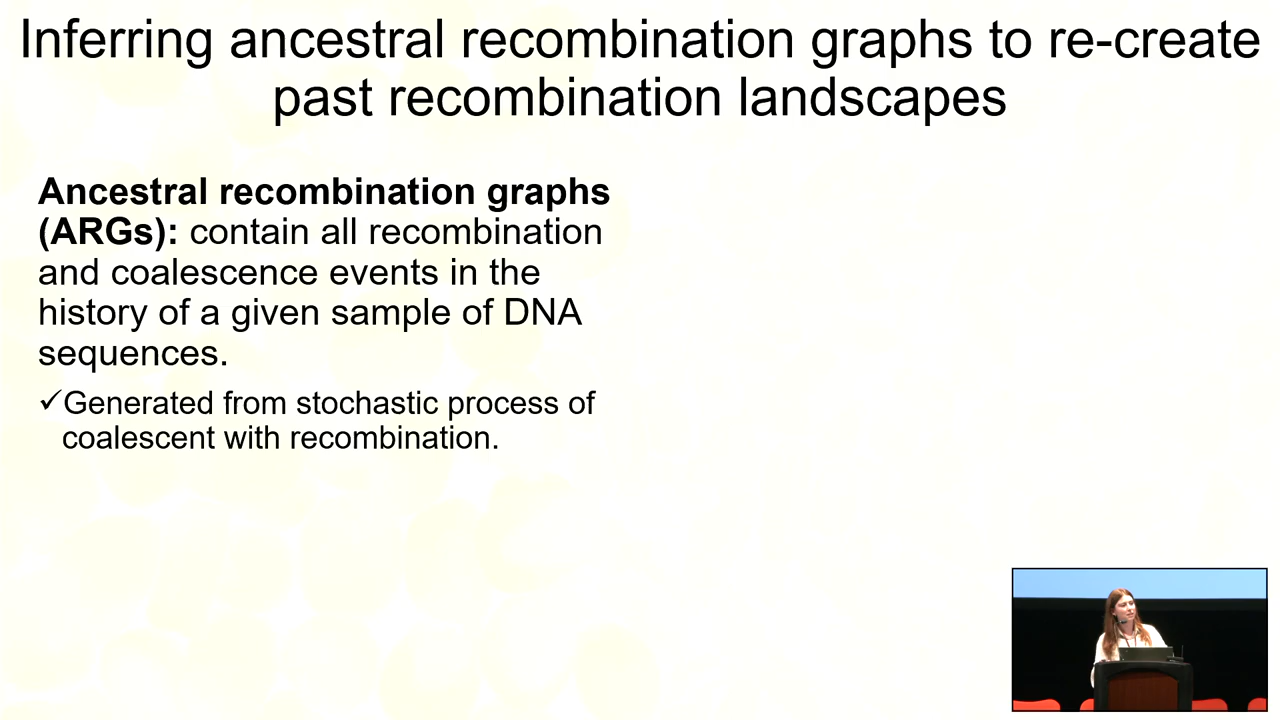 Inferring ancestral recombination graphs to re-create
past recombination landscapes
Ancestral recombination graphs
(ARGs): contain all recombination
and coalescence events in the
history of a given sample of DNA
sequences.
✓Generated from stochastic process of
coalescent with recombination.